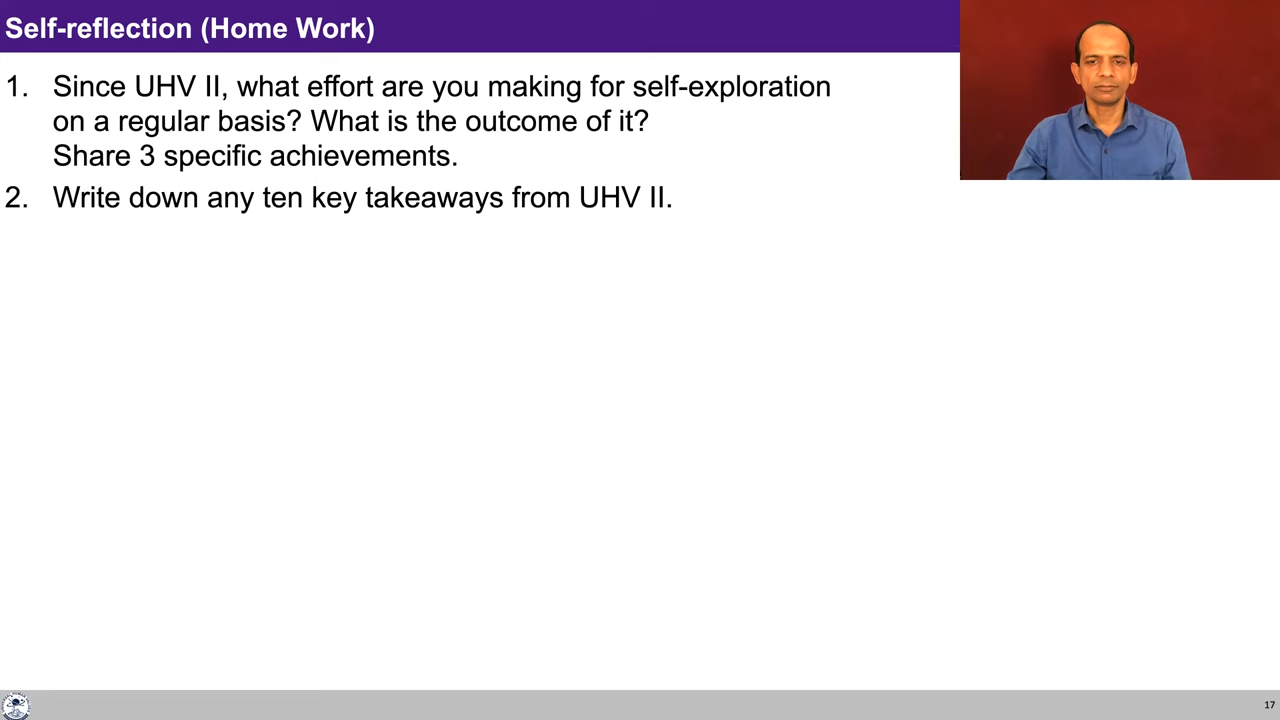 Self-reflection (Home Work)
1. Since UHV II, what effort are you making for self-exploration
on a regular basis? What is the outcome of it?
Share 3 specific achievements.
2. Write down any ten key takeaways from UHV II.
17